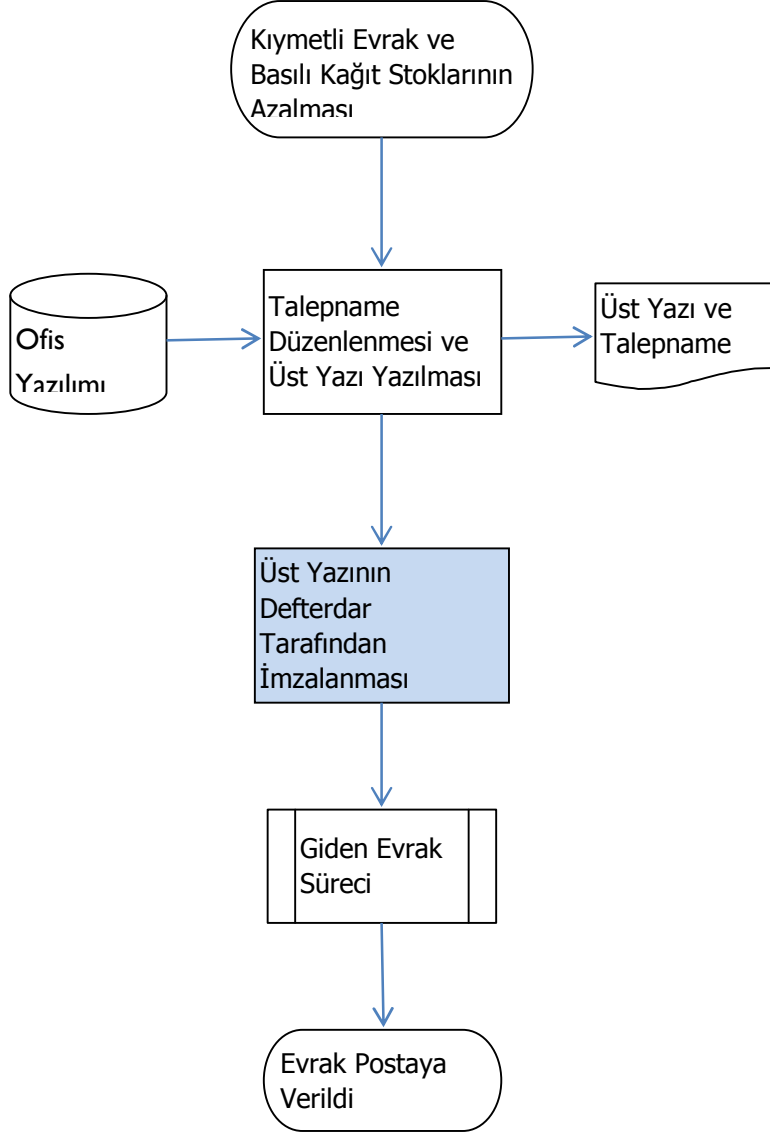 Kıymetli Evrak ve
Basılı Kağıt Stoklarının
Azalması
Ofis
Yazılımı
Talepname
Düzenlenmesi ve
Üst Yazı Yazılması
Üst Yazı ve
Talepname
Üst Yazının
Defterdar
Tarafından
İmzalanması
Giden Evrak
Süreci
Evrak Postaya
Verildi